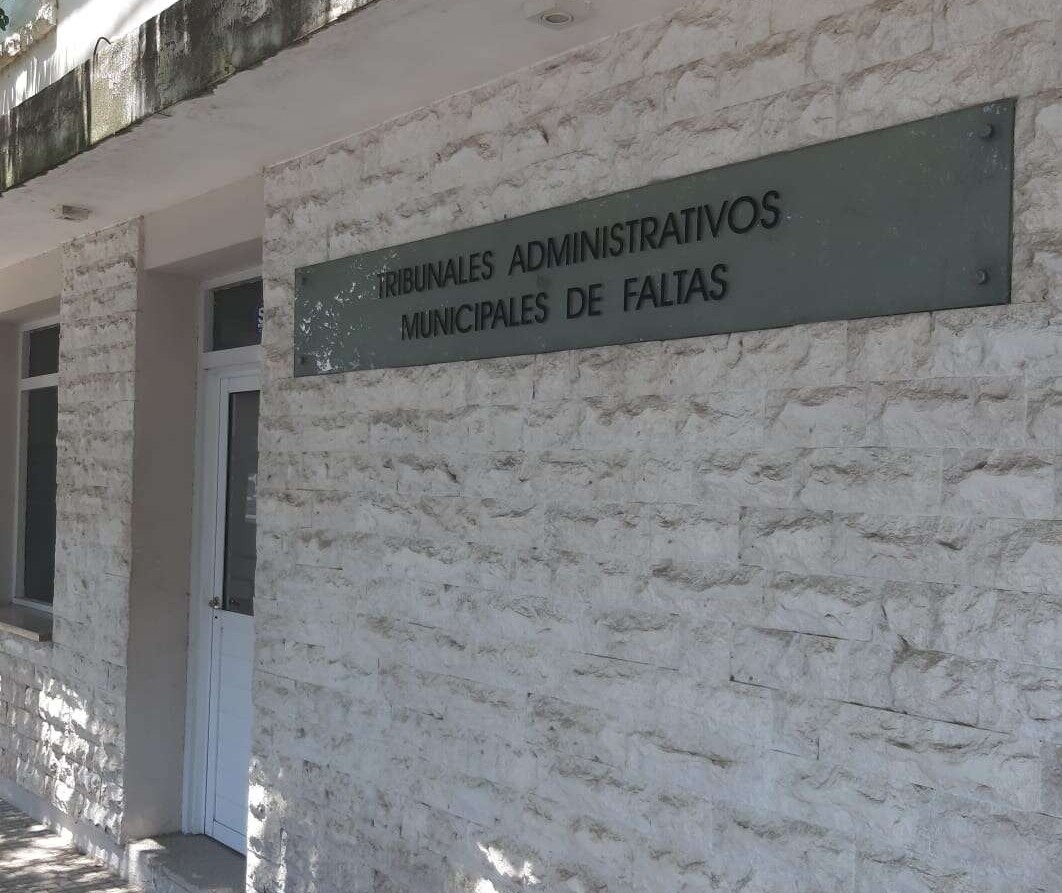 TRIBUNALES ADMINISTRATIVOS
MUNICIPALES DE FALTAS